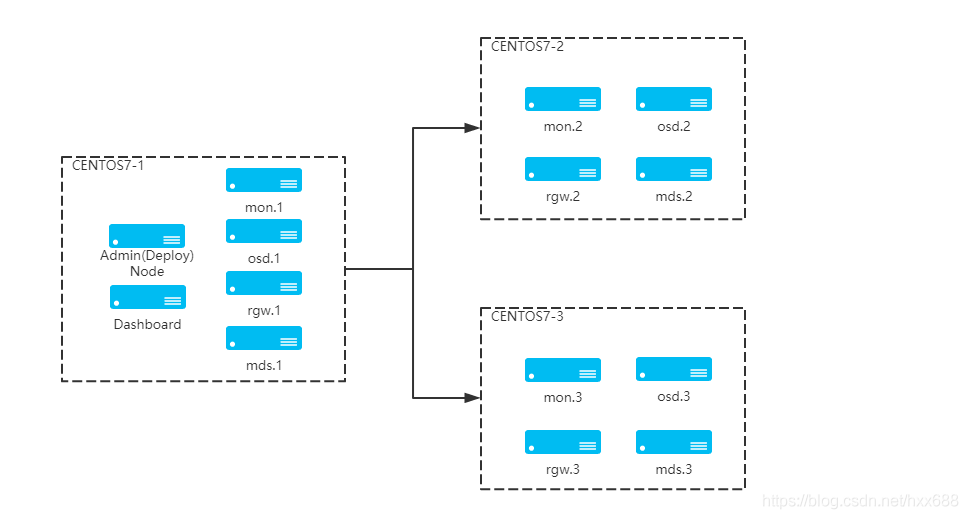 CENTOS7-1
mon.1
osd.1
rgw.1
mds.1
Admin(Deploy)
Node
Dashboard
CENTOS7-2
mon.2
osd.2
rgw.2
mds.2
CENTOS7-3
mon.3
osd.3
rgw.3
mds.3
https://blog.csdn.net/hxx688